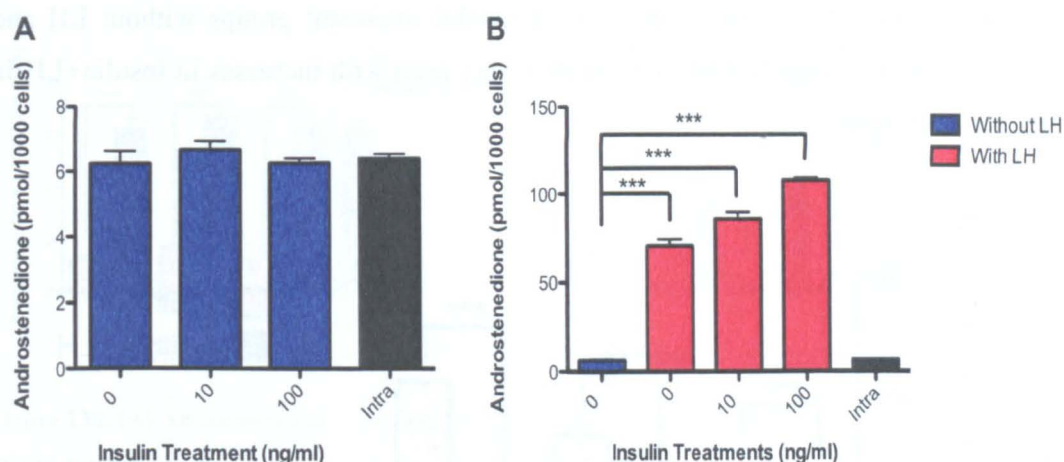 A
B
Androstenedione (pmol/1000 cells)
8
6
4
2
0
0
10
100
Intra
Insulin Treatment (ng/ml)
Androstenedione (pmol/1000 cells)
150
100
50
0
***
***
***
0
0
10
100
Intra
Insulin Treatments (ng/ml)
Without LH
With LH